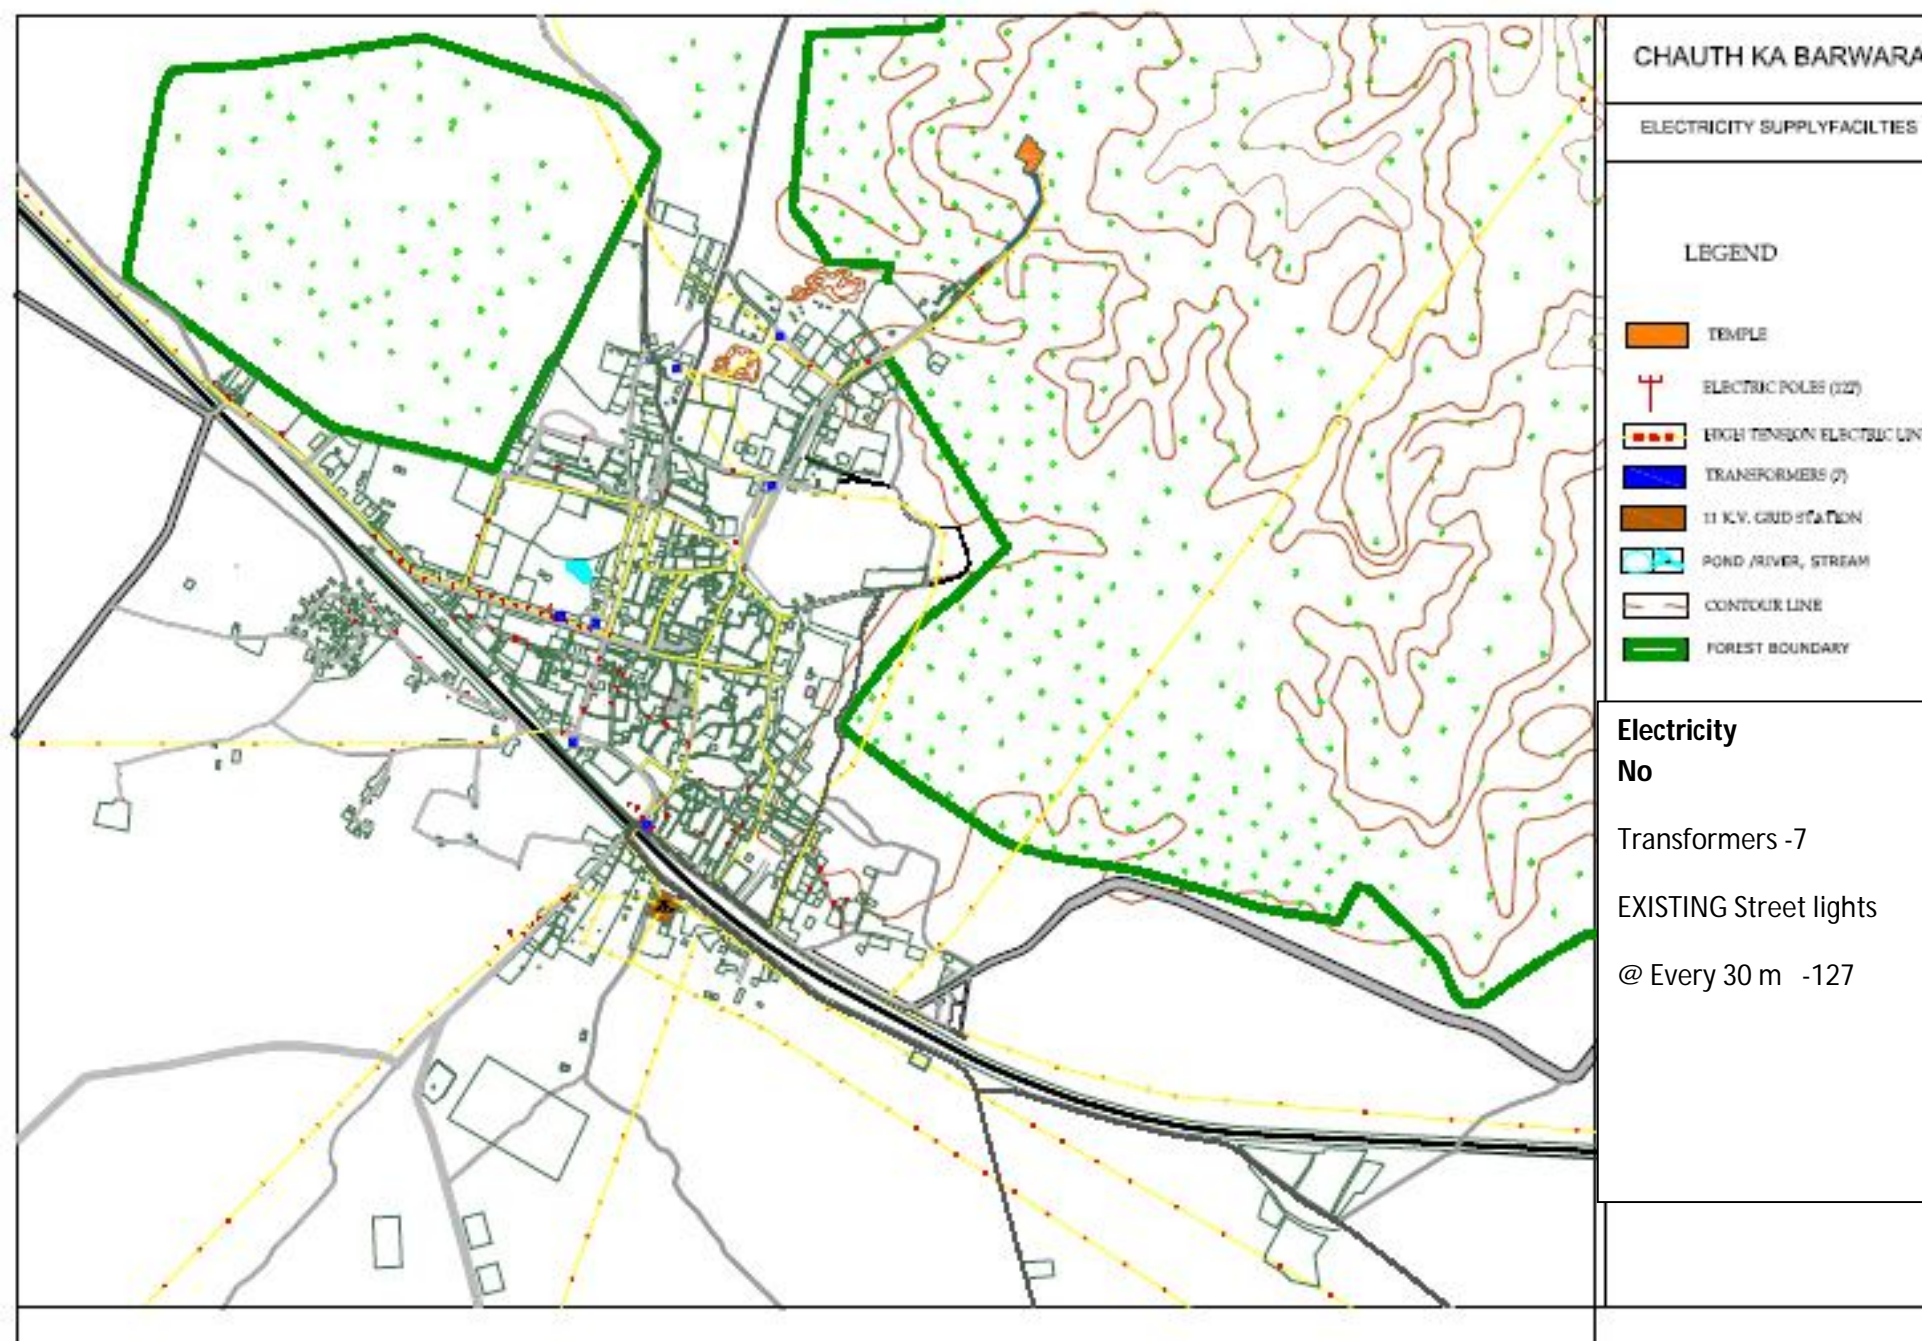 CHAUTH KA BARWARA
ELECTRICITY SUPPLYFACILTIES
LEGEND
TEMPLE
ELECTRIC POLES (127)
HIGH TENSION ELECTRIC LIN
TRANSFORMERS (7)
11 K.V. GRID STATION
POND /RIVER, STREAM
CONTOUR LINE
FOREST BOUNDARY
Electricity
No
Transformers -7
EXISTING Street lights
@ Every 30 m -127